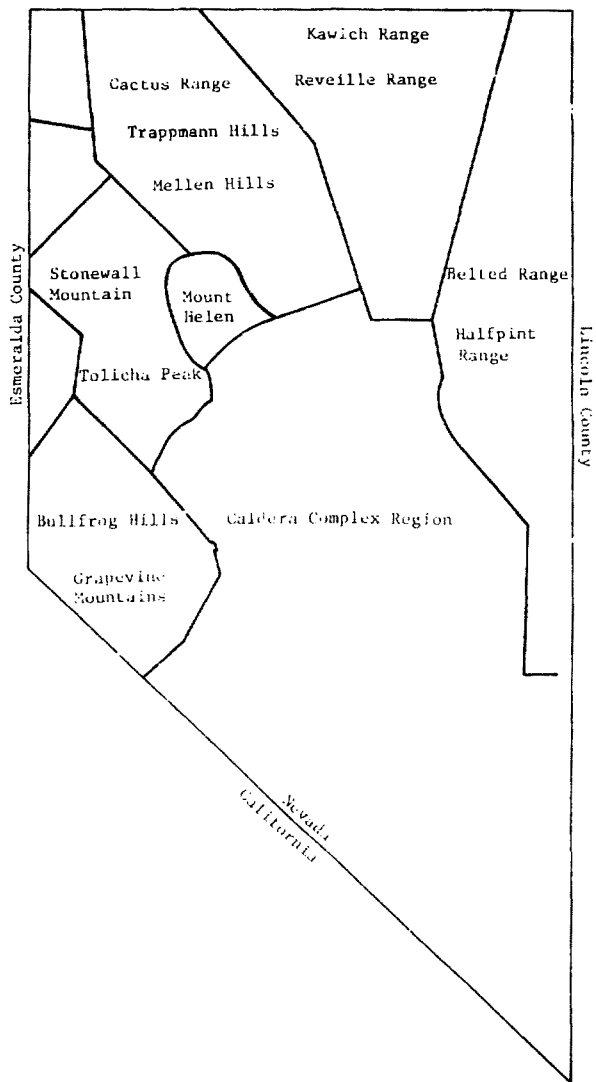 Kawich Range
Reveille Range
Cactus Range
Trappmann Hills
Mellen Hills
Stonewall
Mountain
Mount
Helen
Belted Range
Halfpint
Range
Tolicha Peak
Esmeralda County
Lincoln County
Bullfrog Hills
Caldera Complex Region
Grapevine
Mountains
Nevada
California